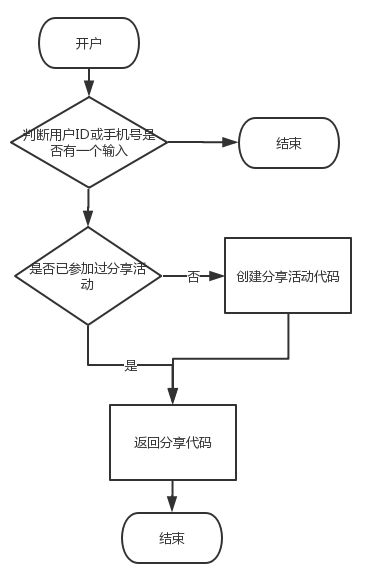 开户
判断用户ID或手机号是
否有一个输入
结束
是否已参加过分享活
动
否
创建分享活动代码
是
返回分享代码
结束